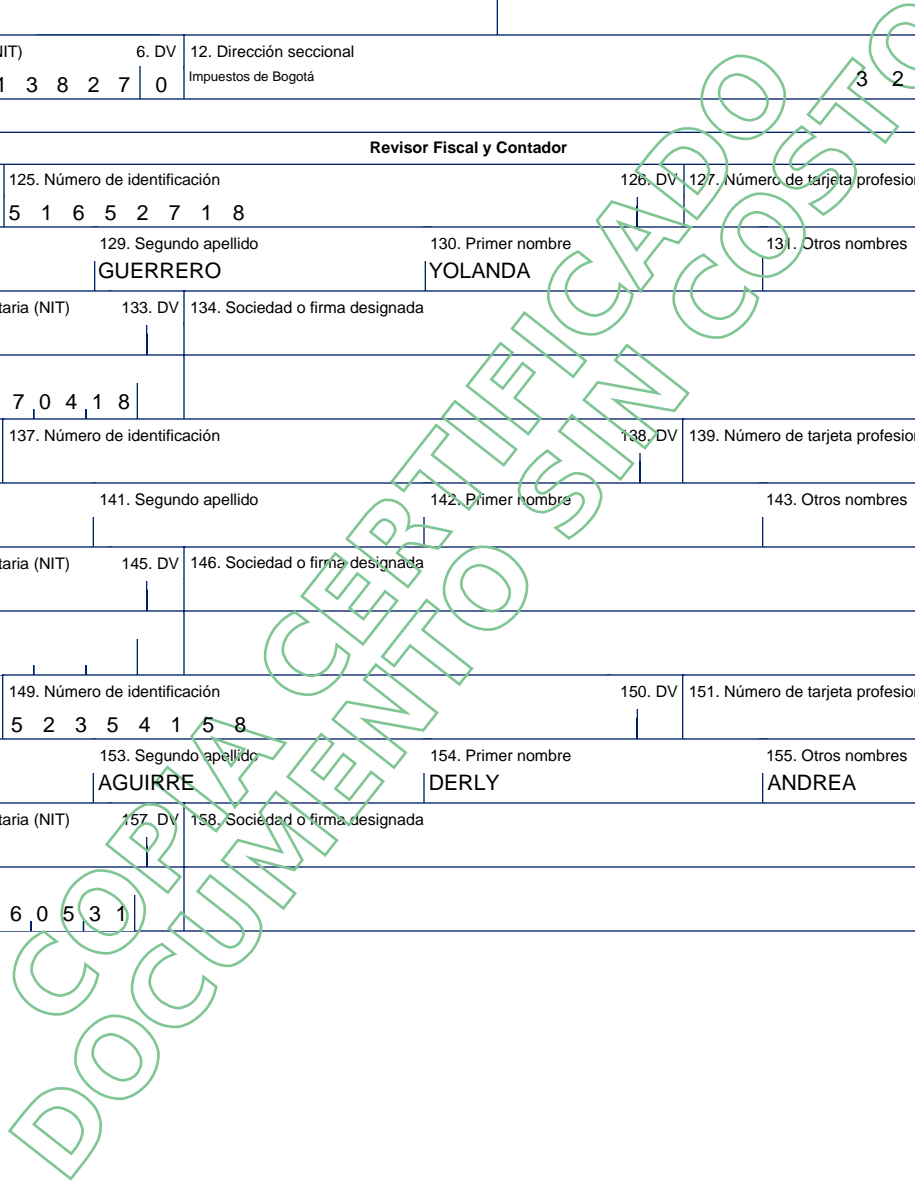 NIT) 6. DV 12. Dirección seccional
1 3 8 2 7 0 Impuestos de Bogotá 3 2
Revisor Fiscal y Contador
125. Número de identificación 126. DV 127. Número de tarjeta profesion
5 1 6 5 2 7 1 8
129. Segundo apellido 130. Primer nombre 131. Otros nombres
GUERRERO YOLANDA
taria (NIT) 133. DV 134. Sociedad o firma designada
7 0 4 1 8
137. Número de identificación 138. DV 139. Número de tarjeta profesion
141. Segundo apellido 142. Primer nombre 143. Otros nombres
taria (NIT) 145. DV 146. Sociedad o firma designada
149. Número de identificación 150. DV 151. Número de tarjeta profesion
5 2 3 5 4 1 5 8
153. Segundo apellido 154. Primer nombre 155. Otros nombres
AGUIRRE DERLY ANDREA
taria (NIT) 157. DV 158. Sociedad o firma designada
6 0 5 3 1
COPIA CERTIFICADO
DOCUMENTO SIN COSTO